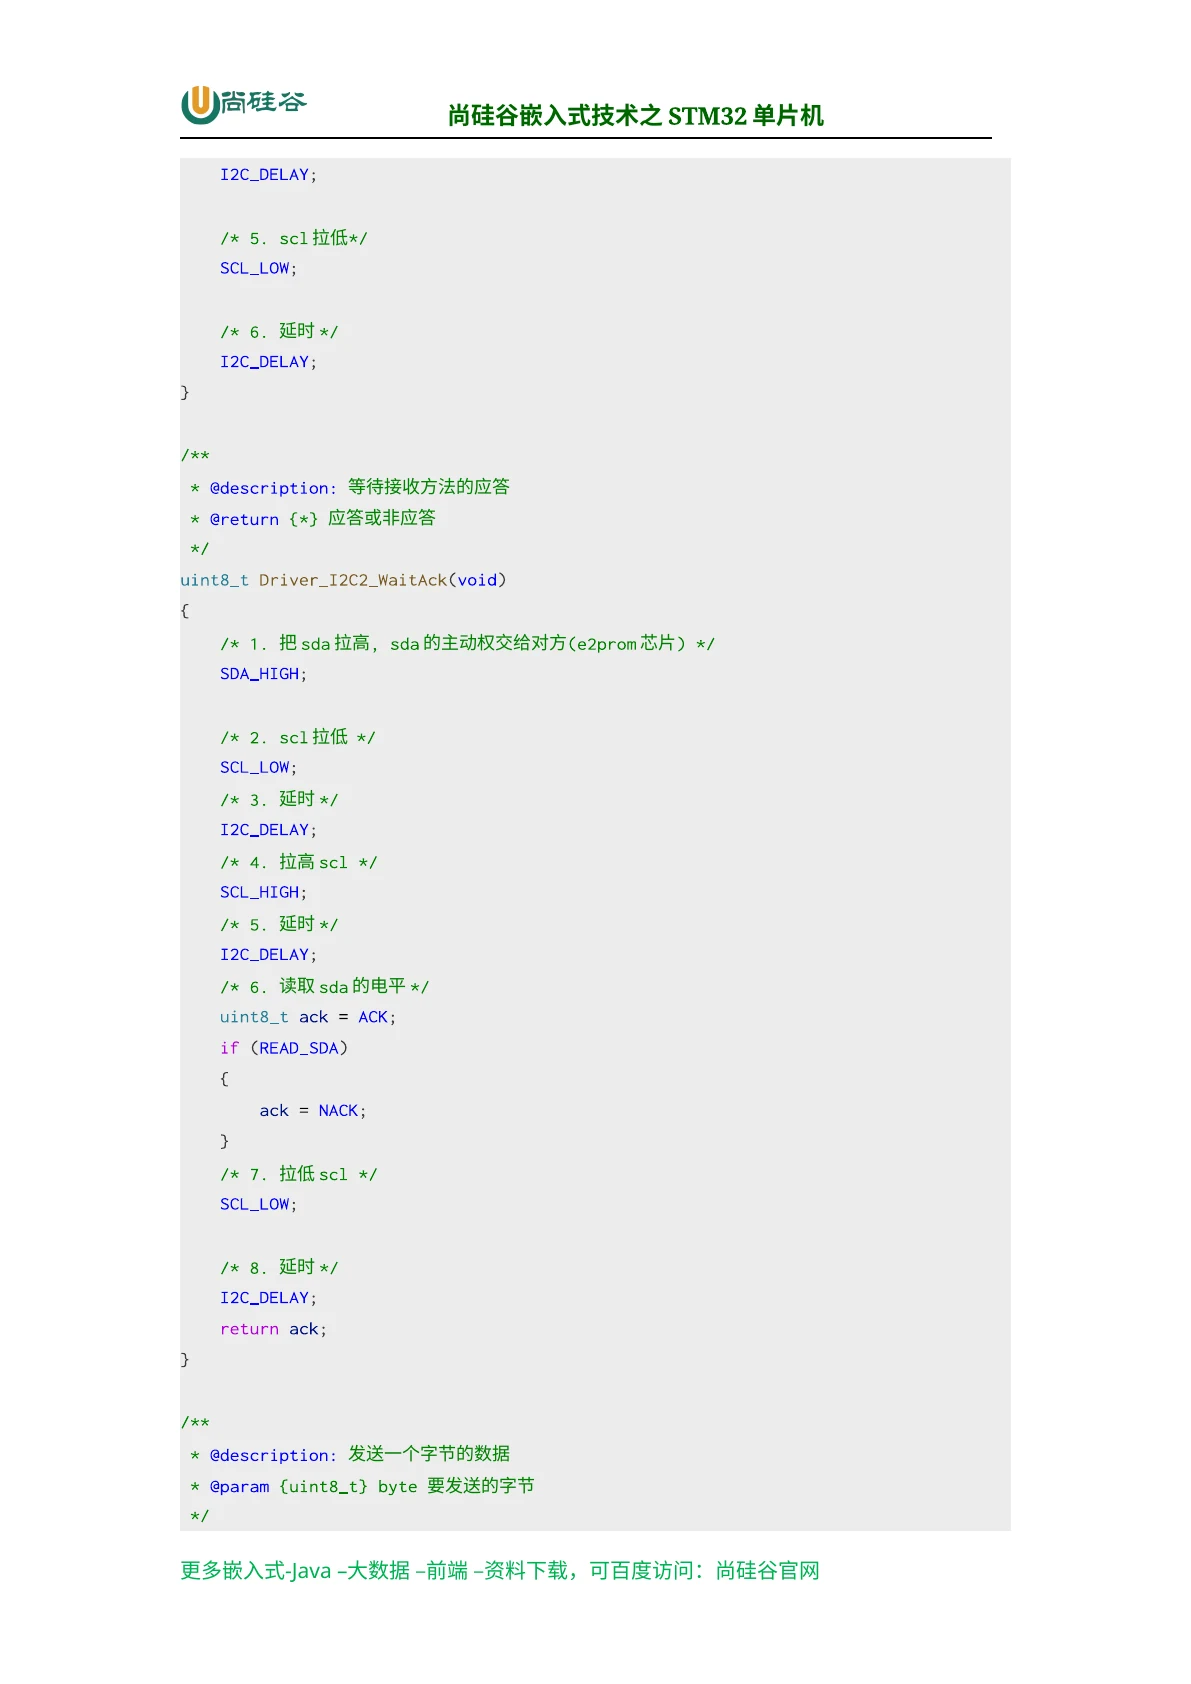 尚硅谷
尚硅谷嵌入式技术之 STM32 单片机
    I2C_DELAY;

    /* 5. scl 拉低*/
    SCL_LOW;

    /* 6. 延时 */
    I2C_DELAY;
}

/**
 * @description: 等待接收方法的应答
 * @return {*} 应答或非应答
 */
uint8_t Driver_I2C2_WaitAck(void)
{
    /* 1. 把 sda 拉高, sda 的主动权交给对方(e2prom 芯片) */
    SDA_HIGH;

    /* 2. scl 拉低 */
    SCL_LOW;
    /* 3. 延时 */
    I2C_DELAY;
    /* 4. 拉高 scl */
    SCL_HIGH;
    /* 5. 延时 */
    I2C_DELAY;
    /* 6. 读取 sda 的电平 */
    uint8_t ack = ACK;
    if (READ_SDA)
    {
        ack = NACK;
    }
    /* 7. 拉低 scl */
    SCL_LOW;

    /* 8. 延时 */
    I2C_DELAY;
    return ack;
}

/**
 * @description: 发送一个字节的数据
 * @param {uint8_t} byte 要发送的字节
 */
更多嵌入式-Java –大数据 –前端 –资料下载，可百度访问：尚硅谷官网